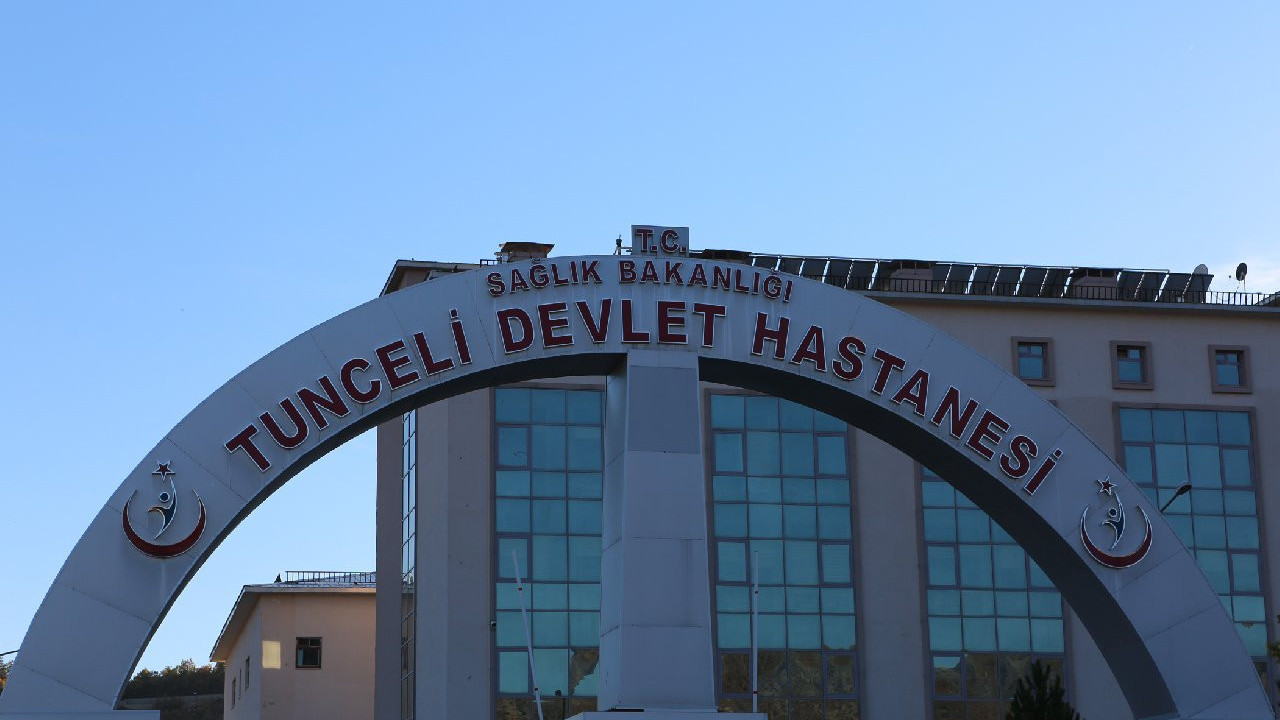 T.C.
SAĞLIK BAKANLIĞI
TUNCELİ DEVLET HASTANESİ